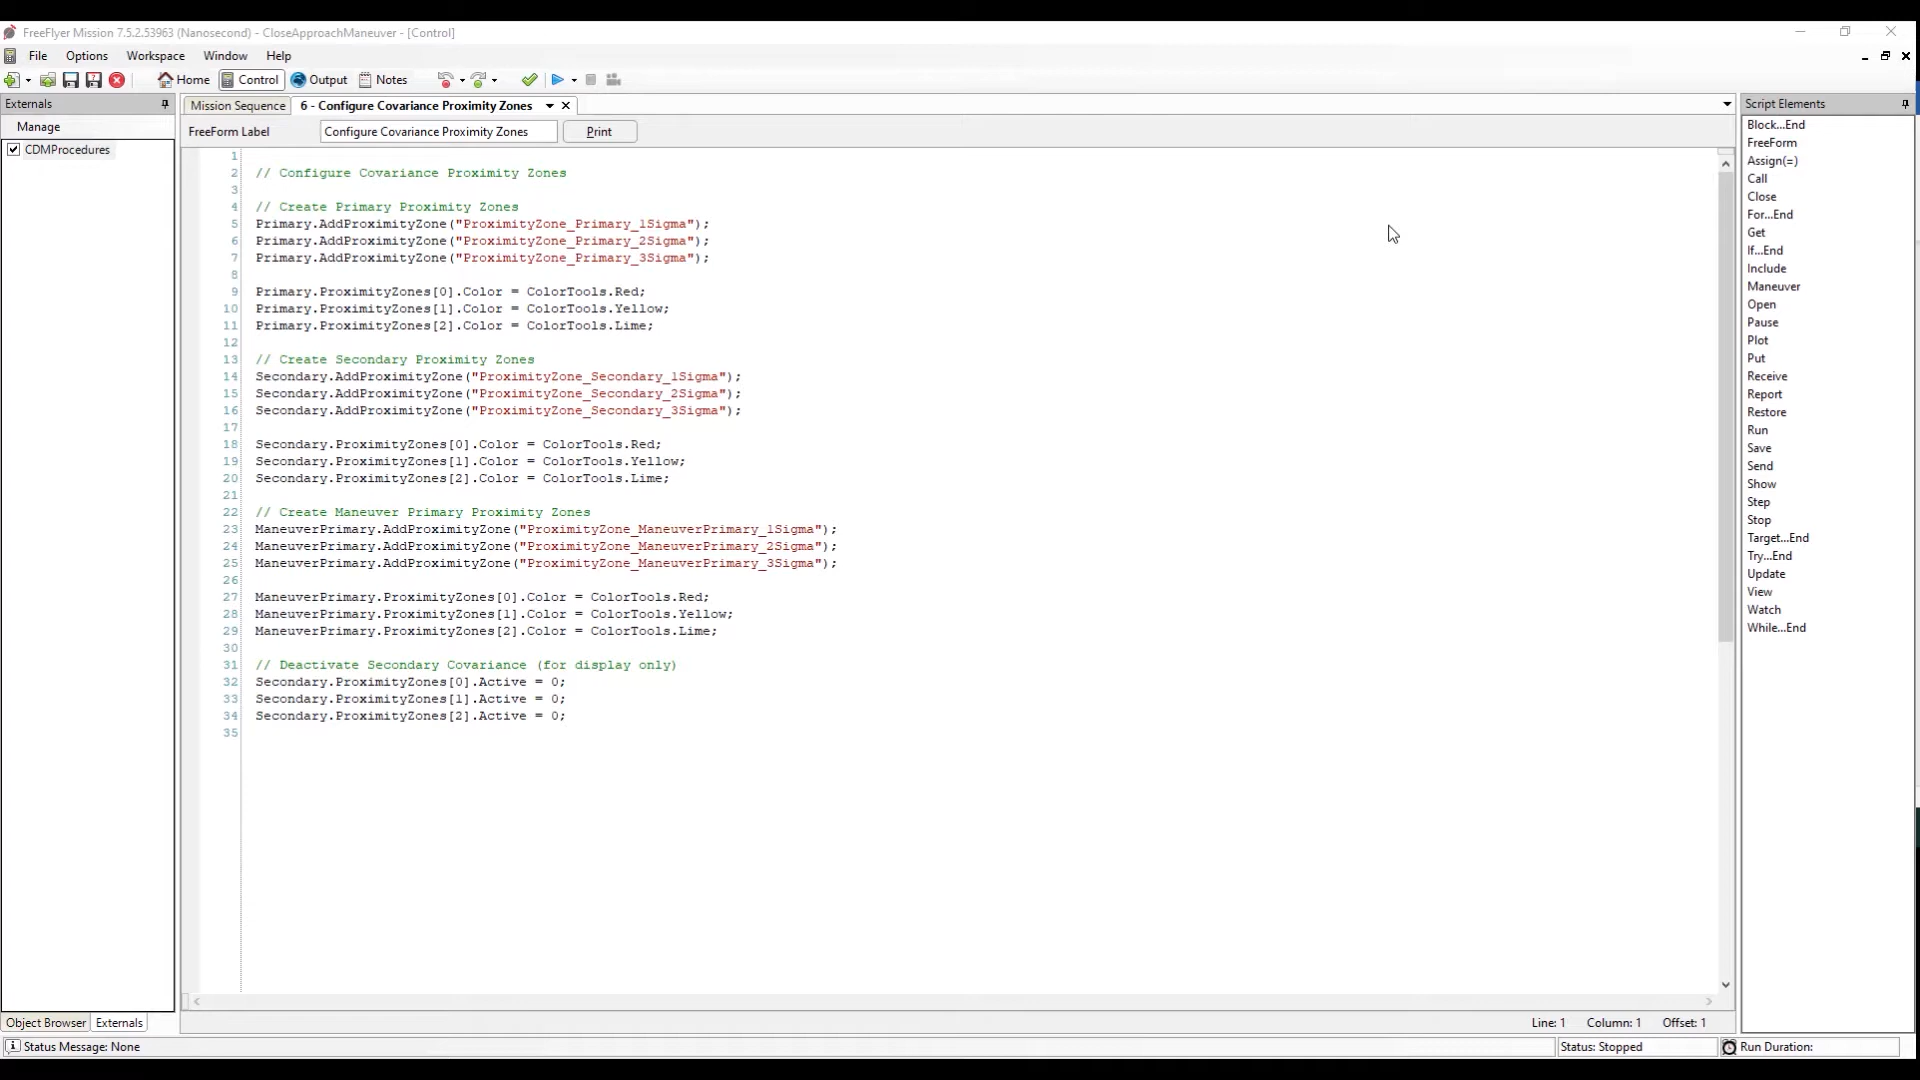 FreeFlyer Mission 7.5.2.53963 (Nanosecond) - CloseApproachManeuver - [Control]
File Options Workspace Window Help
Home Control Output Notes
Externals
Manage
CDMProcedures
Mission Sequence 6 - Configure Covariance Proximity Zones
FreeForm Label Configure Covariance Proximity Zones Print
1
2 // Configure Covariance Proximity Zones
3
4 // Create Primary Proximity Zones
5 Primary.AddProximityZone("ProximityZone_Primary_1Sigma");
6 Primary.AddProximityZone("ProximityZone_Primary_2Sigma");
7 Primary.AddProximityZone("ProximityZone_Primary_3Sigma");
8
9 Primary.ProximityZones[0].Color = ColorTools.Red;
10 Primary.ProximityZones[1].Color = ColorTools.Yellow;
11 Primary.ProximityZones[2].Color = ColorTools.Lime;
12
13 // Create Secondary Proximity Zones
14 Secondary.AddProximityZone("ProximityZone_Secondary_1Sigma");
15 Secondary.AddProximityZone("ProximityZone_Secondary_2Sigma");
16 Secondary.AddProximityZone("ProximityZone_Secondary_3Sigma");
17
18 Secondary.ProximityZones[0].Color = ColorTools.Red;
19 Secondary.ProximityZones[1].Color = ColorTools.Yellow;
20 Secondary.ProximityZones[2].Color = ColorTools.Lime;
21
22 // Create Maneuver Primary Proximity Zones
23 ManeuverPrimary.AddProximityZone("ProximityZone_ManeuverPrimary_1Sigma");
24 ManeuverPrimary.AddProximityZone("ProximityZone_ManeuverPrimary_2Sigma");
25 ManeuverPrimary.AddProximityZone("ProximityZone_ManeuverPrimary_3Sigma");
26
27 ManeuverPrimary.ProximityZones[0].Color = ColorTools.Red;
28 ManeuverPrimary.ProximityZones[1].Color = ColorTools.Yellow;
29 ManeuverPrimary.ProximityZones[2].Color = ColorTools.Lime;
30
31 // Deactivate Secondary Covariance (for display only)
32 Secondary.ProximityZones[0].Active = 0;
33 Secondary.ProximityZones[1].Active = 0;
34 Secondary.ProximityZones[2].Active = 0;
35
Script Elements
Block...End
FreeForm
Assign(=)
Call
Close
For...End
Get
If...End
Include
Maneuver
Open
Pause
Plot
Put
Receive
Report
Restore
Run
Save
Send
Show
Step
Stop
Target...End
Try...End
Update
View
Watch
While...End
Object Browser Externals
Line: 1 Column: 1 Offset: 1
Status Message: None
Status: Stopped
Run Duration: